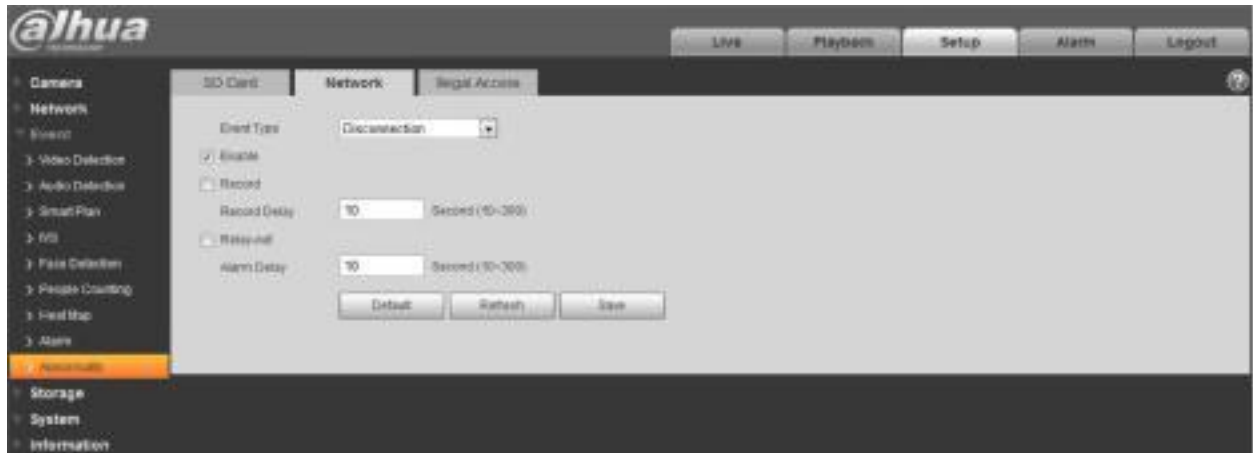 alhua
TECHNOLOGY
Live
Playback
Setup
Alarm
Logout
Camera
Network
Event
Video Detection
Audio Detection
Smart Plan
IVS
Face Detection
People Counting
Heat Map
Alarm
Abnormality
Storage
System
Information
SD Card
Network
Illegal Access
Event Type
Disconnection
Enable
Record
Record Delay
10
Second (10~300)
Relay-out
Alarm Delay
10
Second (10~300)
Default
Refresh
Save